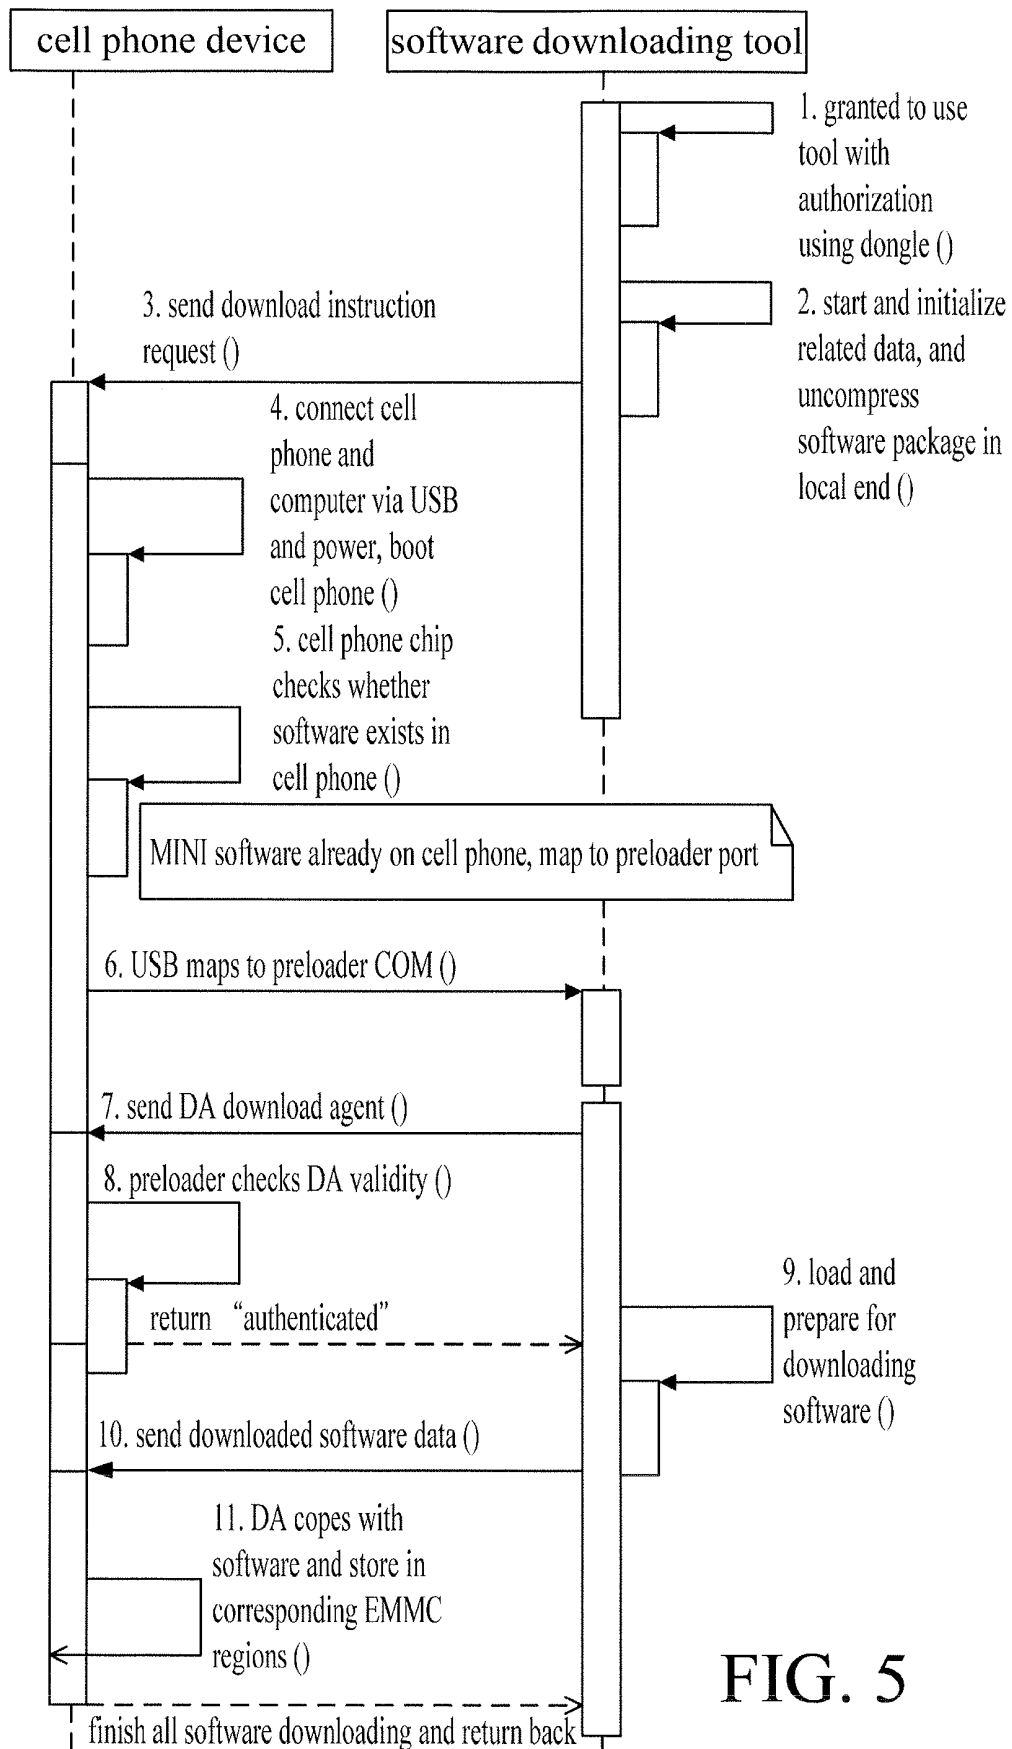 cell phone device
software downloading tool
1. granted to use
tool with
authorization
using dongle ()
2. start and initialize
related data, and
uncompress
software package in
local end ()
3. send download instruction
request ()
4. connect cell
phone and
computer via USB
and power, boot
cell phone ()
5. cell phone chip
checks whether
software exists in
cell phone ()
MINI software already on cell phone, map to preloader port
6. USB maps to preloader COM ()
7. send DA download agent ()
8. preloader checks DA validity ()
return “authenticated”
9. load and
prepare for
downloading
software ()
10. send downloaded software data ()
11. DA copes with
software and store in
corresponding EMMC
regions ()
finish all software downloading and return back
FIG. 5